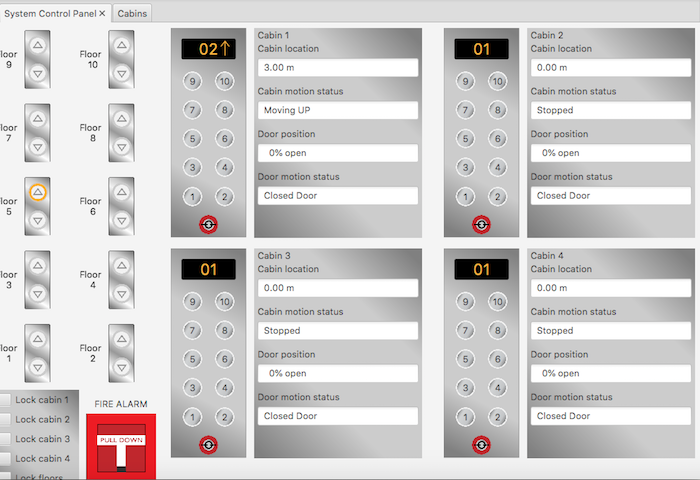 System Control Panel ✕
Cabins
Floor 9
Floor 10
Floor 7
Floor 8
Floor 5
Floor 6
Floor 3
Floor 4
Floor 1
Floor 2
Lock cabin 1
Lock cabin 2
Lock cabin 3
Lock cabin 4
Lock floors
FIRE ALARM
PULL DOWN
02↑
9 10
7 8
5 6
3 4
1 2
Cabin 1
Cabin location
3.00 m
Cabin motion status
Moving UP
Door position
0% open
Door motion status
Closed Door
01
9 10
7 8
5 6
3 4
1 2
Cabin 2
Cabin location
0.00 m
Cabin motion status
Stopped
Door position
0% open
Door motion status
Closed Door
01
9 10
7 8
5 6
3 4
1 2
Cabin 3
Cabin location
0.00 m
Cabin motion status
Stopped
Door position
0% open
Door motion status
Closed Door
01
9 10
7 8
5 6
3 4
1 2
Cabin 4
Cabin location
0.00 m
Cabin motion status
Stopped
Door position
0% open
Door motion status
Closed Door